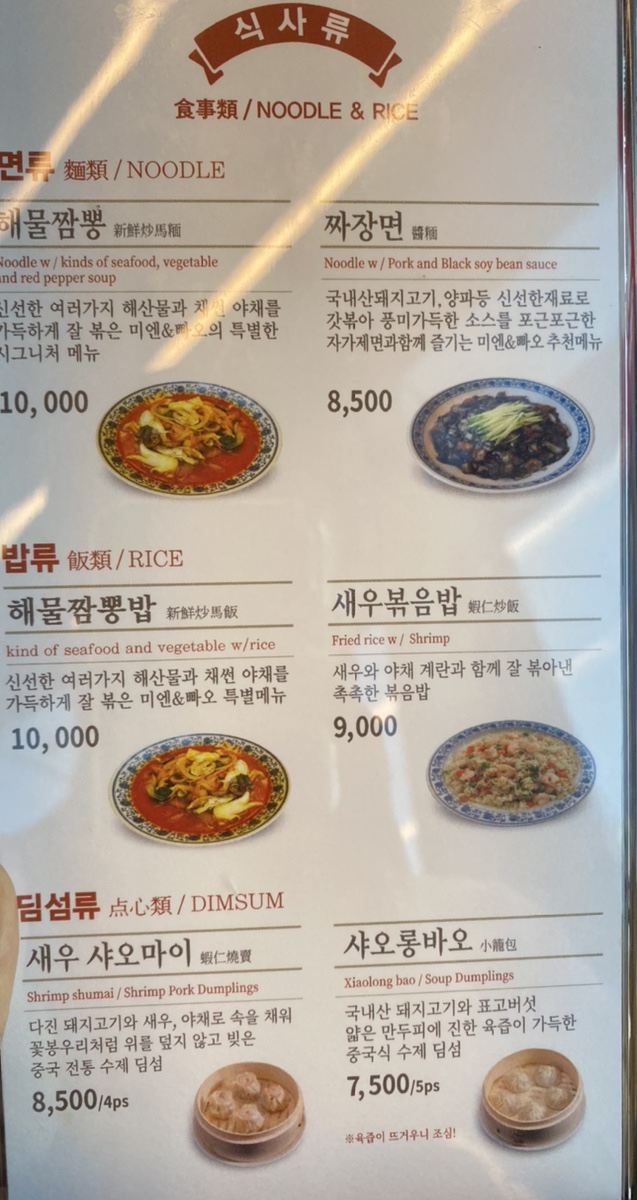 식사류
食事類 / NOODLE & RICE
면류 麵類 / NOODLE
해물짬뽕 新鮮炒馬麵
Noodle w / kinds of seafood, vegetable
and red pepper soup
신선한 여러가지 해산물과 채썬 야채를
가득하게 잘 볶은 미엔&빠오의 특별한
시그니처 메뉴
10,000
짜장면 醬麵
Noodle w / Pork and Black soy bean sauce
국내산돼지고기,양파등 신선한재료로
갓볶아 풍미가득한 소스를 포근포근한
자가제면과함께 즐기는 미엔&빠오 추천메뉴
8,500
밥류 飯類 / RICE
해물짬뽕밥 新鮮炒馬飯
kind of seafood and vegetable w/rice
신선한 여러가지 해산물과 채썬 야채를
가득하게 잘 볶은 미엔&빠오 특별메뉴
10,000
새우볶음밥 蝦仁炒飯
Fried rice w / Shrimp
새우와 야채 계란과 함께 잘 볶아낸
촉촉한 볶음밥
9,000
딤섬류 点心類 / DIMSUM
새우 샤오마이 蝦仁燒賣
Shrimp shumai / Shrimp Pork Dumplings
다진 돼지고기와 새우, 야채로 속을 채워
꽃봉우리처럼 위를 덮지 않고 빚은
중국 전통 수제 딤섬
8,500/4ps
샤오롱바오 小龍包
Xiaolong bao / Soup Dumplings
국내산 돼지고기와 표고버섯
얇은 만두피에 진한 육즙이 가득한
중국식 수제 딤섬
7,500/5ps
※육즙이 뜨거우니 조심!